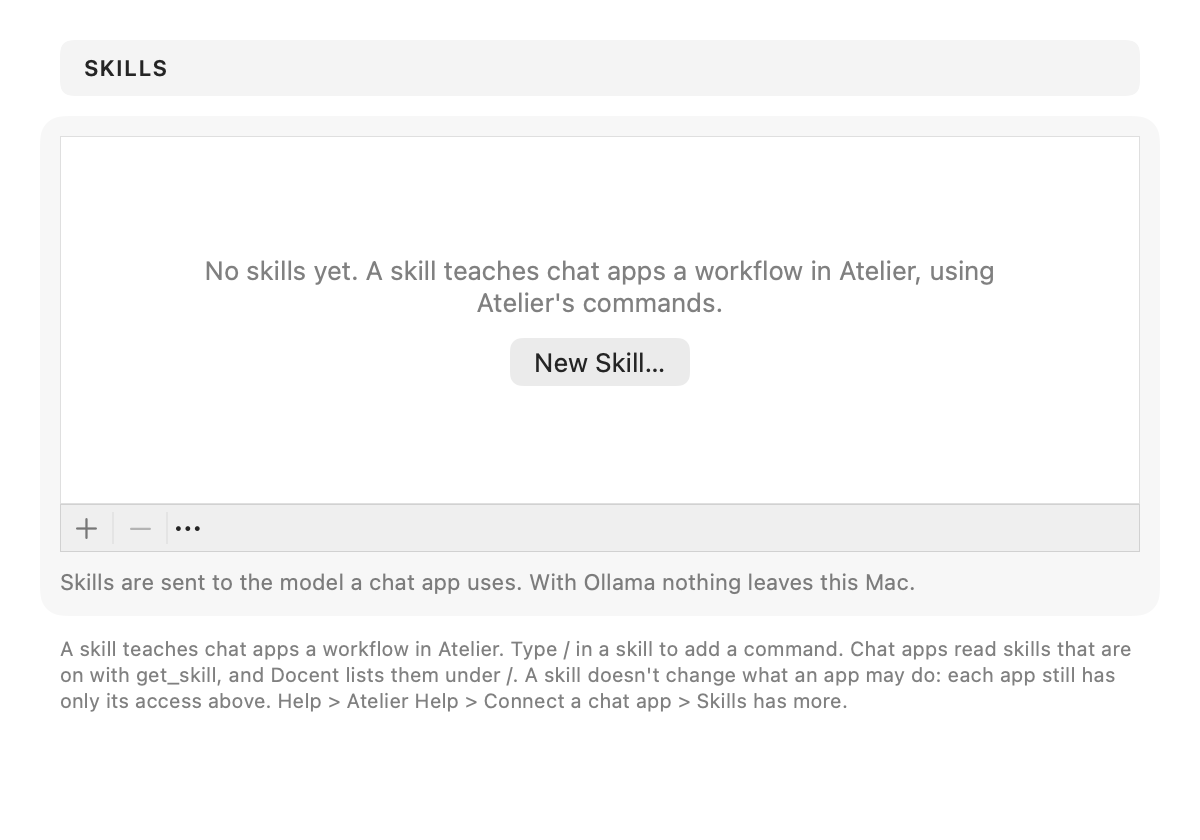 SKILLS
No skills yet. A skill teaches chat apps a workflow in Atelier, using
Atelier's commands.
New Skill...
Skills are sent to the model a chat app uses. With Ollama nothing leaves this Mac.
A skill teaches chat apps a workflow in Atelier. Type / in a skill to add a command. Chat apps read skills that are
on with get_skill, and Docent lists them under /. A skill doesn't change what an app may do: each app still has
only its access above. Help > Atelier Help > Connect a chat app > Skills has more.